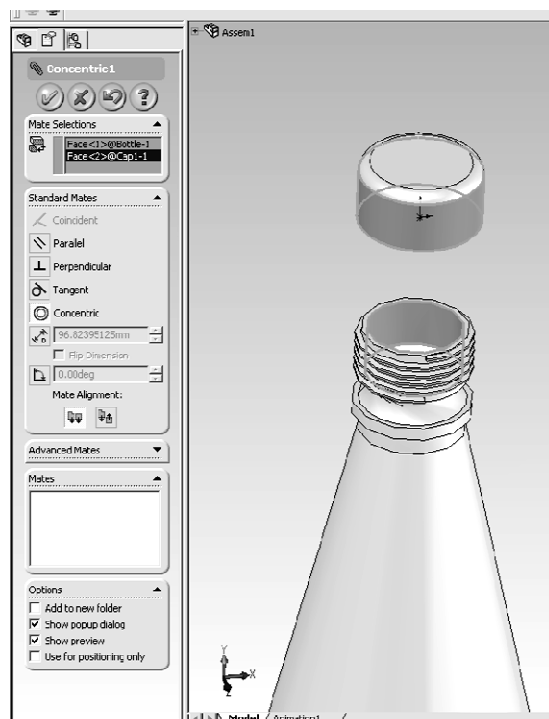 Assem1
Concentric1
Mate Selections
Face<1>@Bottle-1
Face<2>@Cap1-1
Standard Mates
Coincident
Parallel
Perpendicular
Tangent
Concentric
96.82395125mm
Flip Dimension
0.00deg
Mate Alignment:
Advanced Mates
Mates
Options
Add to new folder
Show popup dialog
Show preview
Use for positioning only
Y
X
Z
Model
Animation1